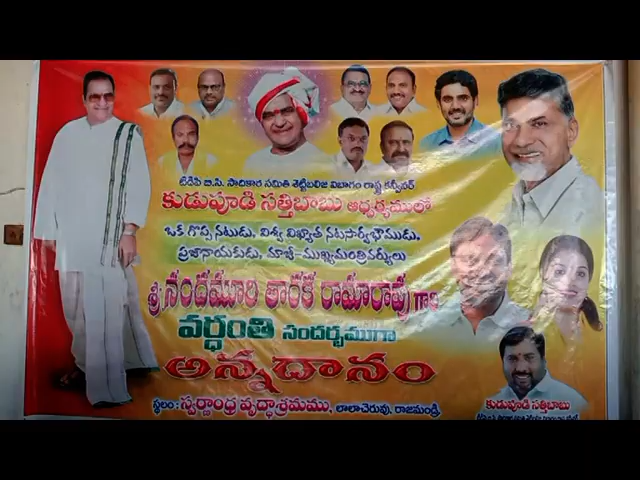 టిడిపి బి.సి. సాధికార సమితి శెట్టిబలిజ విభాగం రాష్ట్ర కన్వీనర్
కుడుపూడి సత్తిబాబు ఆధ్వర్యములో
ఒక గొప్ప నటుడు, విశ్వ విఖ్యాత నటసార్వభౌముడు,
ప్రజానాయకుడు, మాజీ ముఖ్యమంత్రివర్యులు
శ్రీ నందమూరి తారక రామారావు గారి
వర్ధంతి సందర్భముగా
అన్నదానం
స్థలం : స్వర్ణాంధ్ర వృద్ధాశ్రమము, లాలాచెరువు, రాజమండ్రి
కుడుపూడి సత్తిబాబు